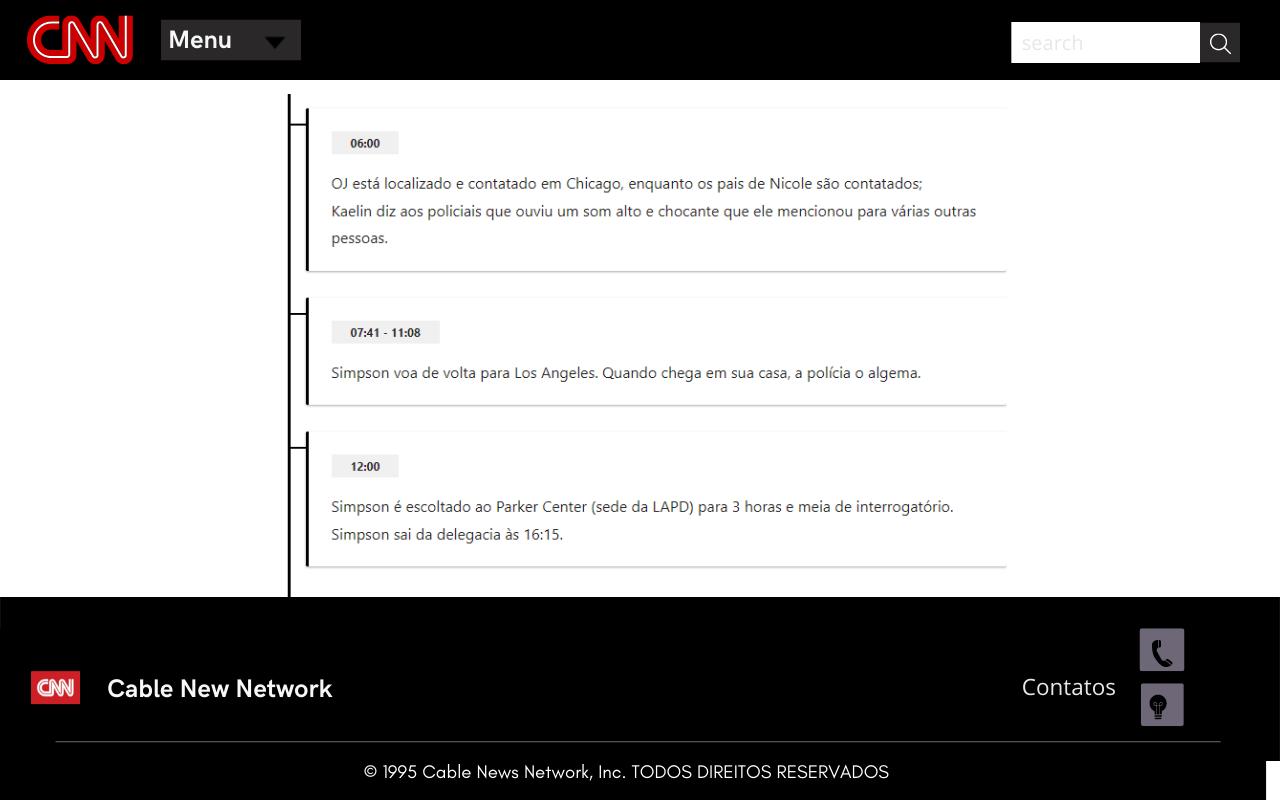 CNN Menu search
06:00
OJ está localizado e contatado em Chicago, enquanto os pais de Nicole são contatados;
Kaelin diz aos policiais que ouviu um som alto e chocante que ele mencionou para várias outras
pessoas.
07:41 - 11:08
Simpson voa de volta para Los Angeles. Quando chega em sua casa, a polícia o algema.
12:00
Simpson é escoltado ao Parker Center (sede da LAPD) para 3 horas e meia de interrogatório.
Simpson sai da delegacia às 16:15.
CNN Cable New Network Contatos
© 1995 Cable News Network, Inc. TODOS DIREITOS RESERVADOS